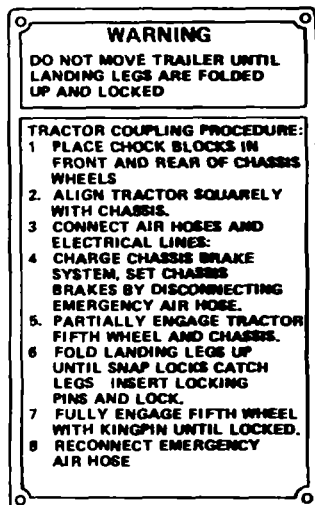 WARNING
DO NOT MOVE TRAILER UNTIL
LANDING LEGS ARE FOLDED
UP AND LOCKED
TRACTOR COUPLING PROCEDURE:
1 PLACE CHOCK BLOCKS IN
FRONT AND REAR OF CHASSIS
WHEELS
2. ALIGN TRACTOR SQUARELY
WITH CHASSIS.
3 CONNECT AIR HOSES AND
ELECTRICAL LINES:
4 CHARGE CHASSIS BRAKE
SYSTEM, SET CHASSIS
BRAKES BY DISCONNECTING
EMERGENCY AIR HOSE.
5. PARTIALLY ENGAGE TRACTOR
FIFTH WHEEL AND CHASSIS.
6 FOLD LANDING LEGS UP
UNTIL SNAP LOCKS CATCH
LEGS INSERT LOCKING
PINS AND LOCK.
7 FULLY ENGAGE FIFTH WHEEL
WITH KINGPIN UNTIL LOCKED.
8 RECONNECT EMERGENCY
AIR HOSE